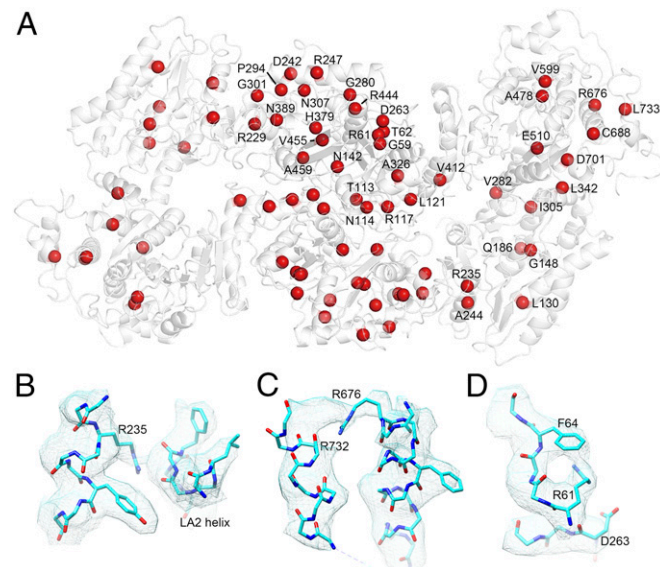 A
D242 R247
P294
G301
G280
R444
N307
N389
D263
H379
R61 T62
R229
G59
V455
A459
N142
A326
V412
T113
L121
N114 R117
V599
A478
R676
L733
E510
C688
D701
V282
L342
I305
Q186
G148
R235
A244
L130
B
R235
LA2 helix
C
R676
R732
D
F64
R61
D263